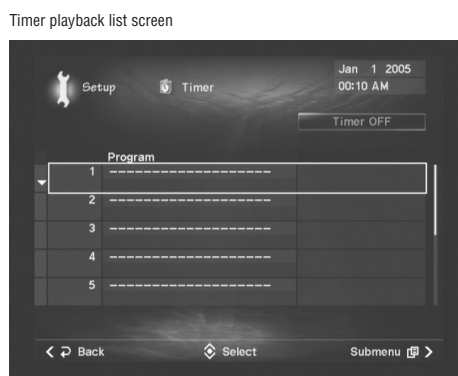 Timer playback list screen
Jan 1 2005
Setup Timer 00:10 AM
Timer OFF
Program
1 --------------------
2 --------------------
3 --------------------
4 --------------------
5 --------------------
Back Select Submenu